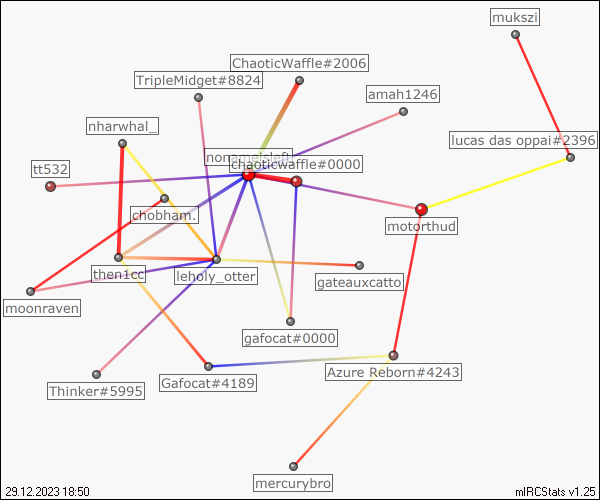 mukszi
ChaoticWaffle#2006
TripleMidget#8824
amah1246
nharwhal_
lucas das oppai#2396
nonameisleft
chaoticwaffle#0000
tt532
chobham.
motorthud
then1cc
leholy_otter
gateauxcatto
moonraven
gafocat#0000
Azure Reborn#4243
Thinker#5995
Gafocat#4189
mercurybro
29.12.2023 18:50
mIRCStats v1.25